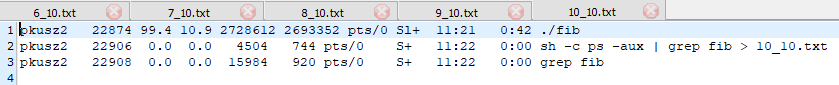 6_10.txt 7_10.txt 8_10.txt 9_10.txt 10_10.txt
1 pkusz2 22874 99.4 10.9 2728612 2693352 pts/0 Sl+ 11:21 0:42 ./fib
2 pkusz2 22906 0.0 0.0 4504 744 pts/0 S+ 11:22 0:00 sh -c ps -aux | grep fib > 10_10.txt
3 pkusz2 22908 0.0 0.0 15984 920 pts/0 S+ 11:22 0:00 grep fib
4